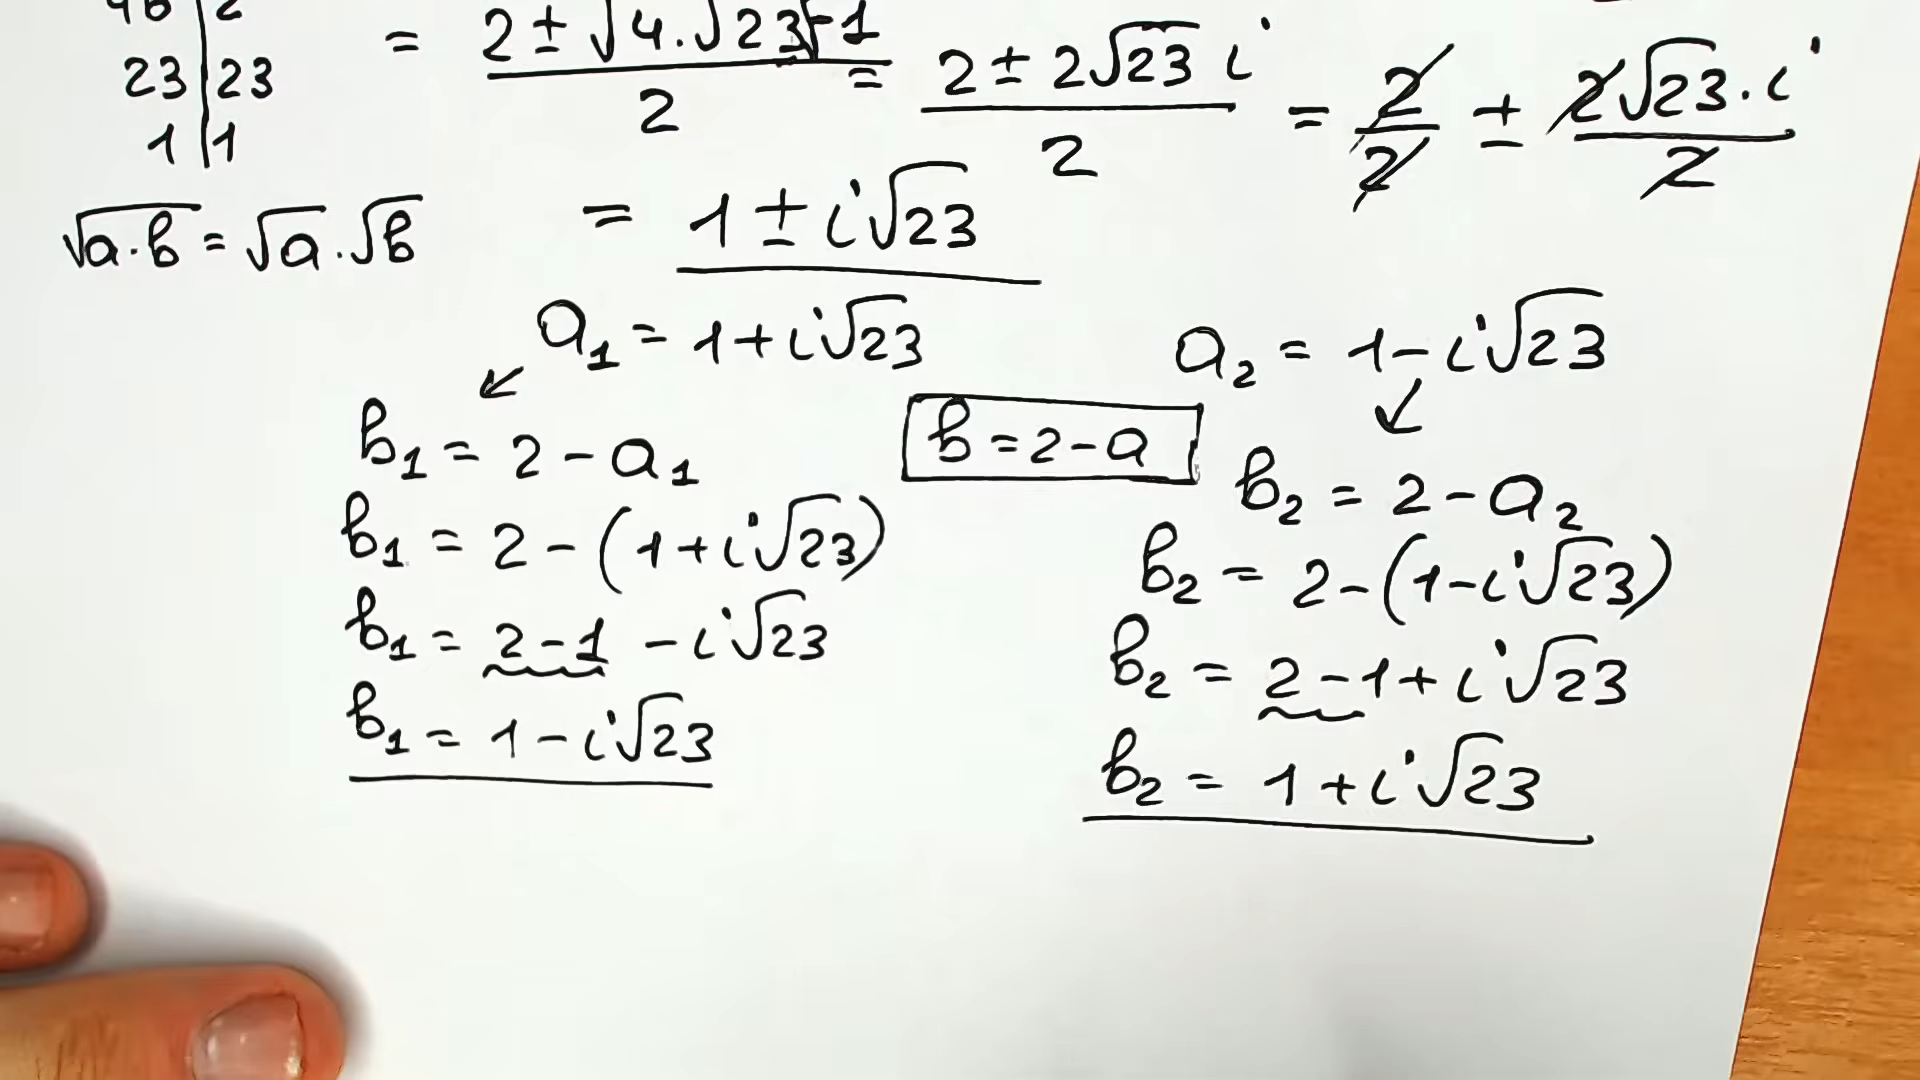 46|2
23|23
1|1
= (2 ± √4.√23√-1)/2 = (2 ± 2√23 i)/2 = 2/2 ± (2√23 . i)/2
√(a.b) = √a . √b
= 1 ± i√23
a₁ = 1 + i√23
b₁ = 2 - a₁
b₁ = 2 - (1 + i√23)
b₁ = 2 - 1 - i√23
b₁ = 1 - i√23
b = 2 - a
a₂ = 1 - i√23
b₂ = 2 - a₂
b₂ = 2 - (1 - i√23)
b₂ = 2 - 1 + i√23
b₂ = 1 + i√23